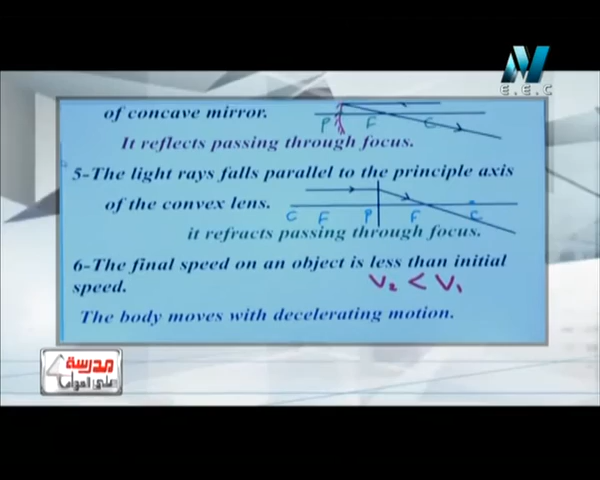 N
E.E.C
of concave mirror.
P F C
It reflects passing through focus.
5-The light rays falls parallel to the principle axis
of the convex lens.
C F P F C
it refracts passing through focus.
6-The final speed on an object is less than initial
speed.
V₂ < V₁
The body moves with decelerating motion.
مدرسة
على الهواء